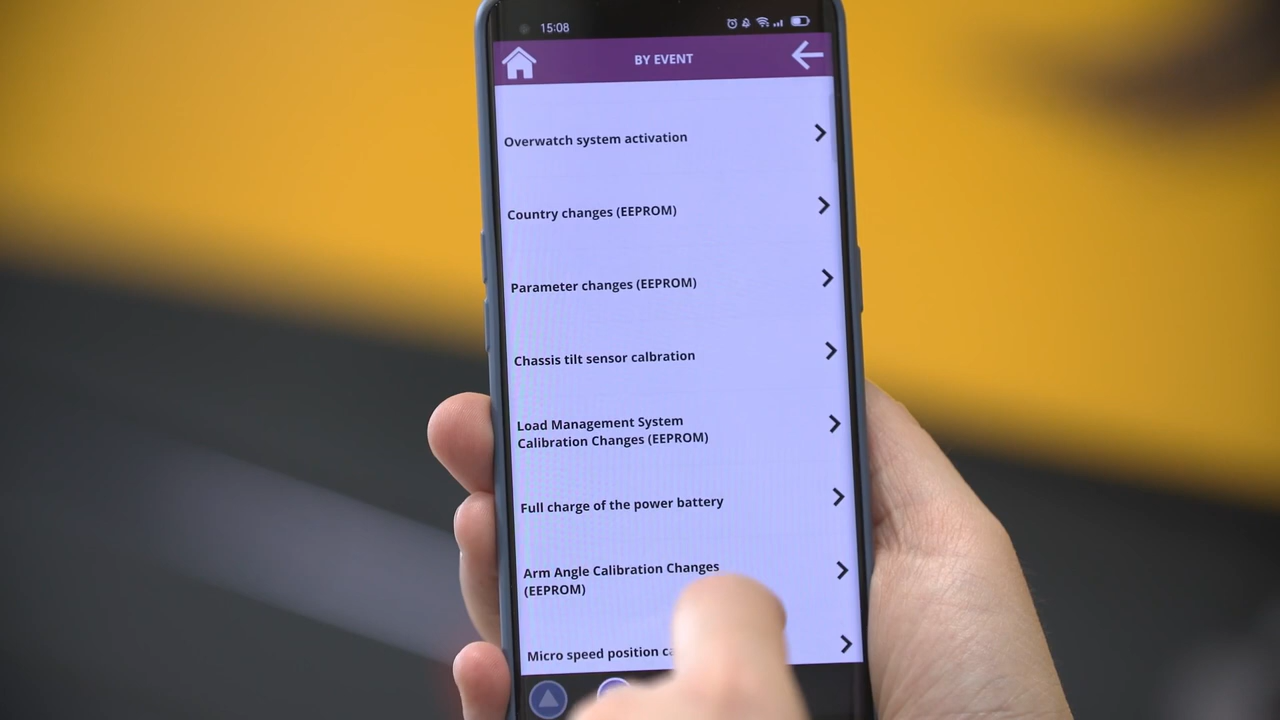 15:08
BY EVENT
Overwatch system activation
Country changes (EEPROM)
Parameter changes (EEPROM)
Chassis tilt sensor calbration
Load Management System
Calibration Changes (EEPROM)
Full charge of the power battery
Arm Angle Calibration Changes
(EEPROM)
Micro speed position